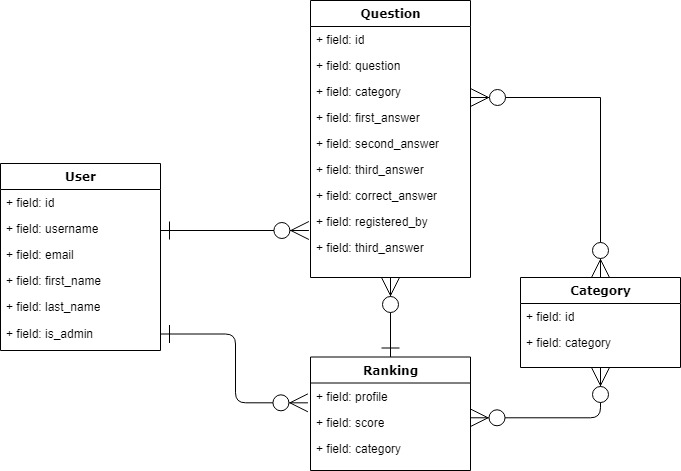 Question
+ field: id
+ field: question
+ field: category
+ field: first_answer
+ field: second_answer
+ field: third_answer
+ field: correct_answer
+ field: registered_by
+ field: third_answer
User
+ field: id
+ field: username
+ field: email
+ field: first_name
+ field: last_name
+ field: is_admin
Category
+ field: id
+ field: category
Ranking
+ field: profile
+ field: score
+ field: category